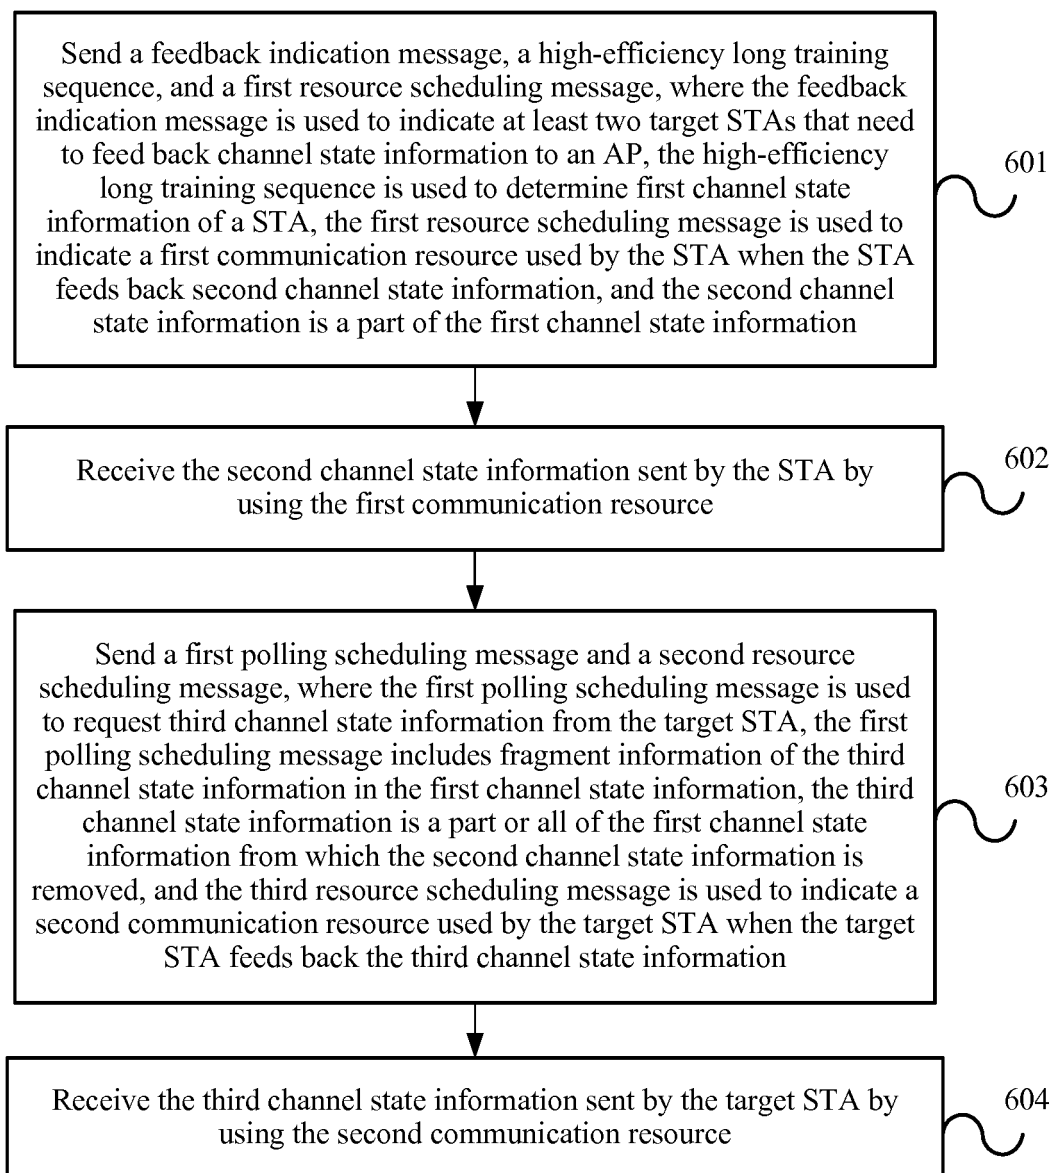 Send a feedback indication message, a high-efficiency long training
sequence, and a first resource scheduling message, where the feedback
indication message is used to indicate at least two target STAs that need
to feed back channel state information to an AP, the high-efficiency
long training sequence is used to determine first channel state
information of a STA, the first resource scheduling message is used to
indicate a first communication resource used by the STA when the STA
feeds back second channel state information, and the second channel
state information is a part of the first channel state information
601
Receive the second channel state information sent by the STA by
using the first communication resource
602
Send a first polling scheduling message and a second resource
scheduling message, where the first polling scheduling message is used
to request third channel state information from the target STA, the first
polling scheduling message includes fragment information of the third
channel state information in the first channel state information, the third
channel state information is a part or all of the first channel state
information from which the second channel state information is
removed, and the third resource scheduling message is used to indicate a
second communication resource used by the target STA when the target
STA feeds back the third channel state information
603
Receive the third channel state information sent by the target STA by
using the second communication resource
604